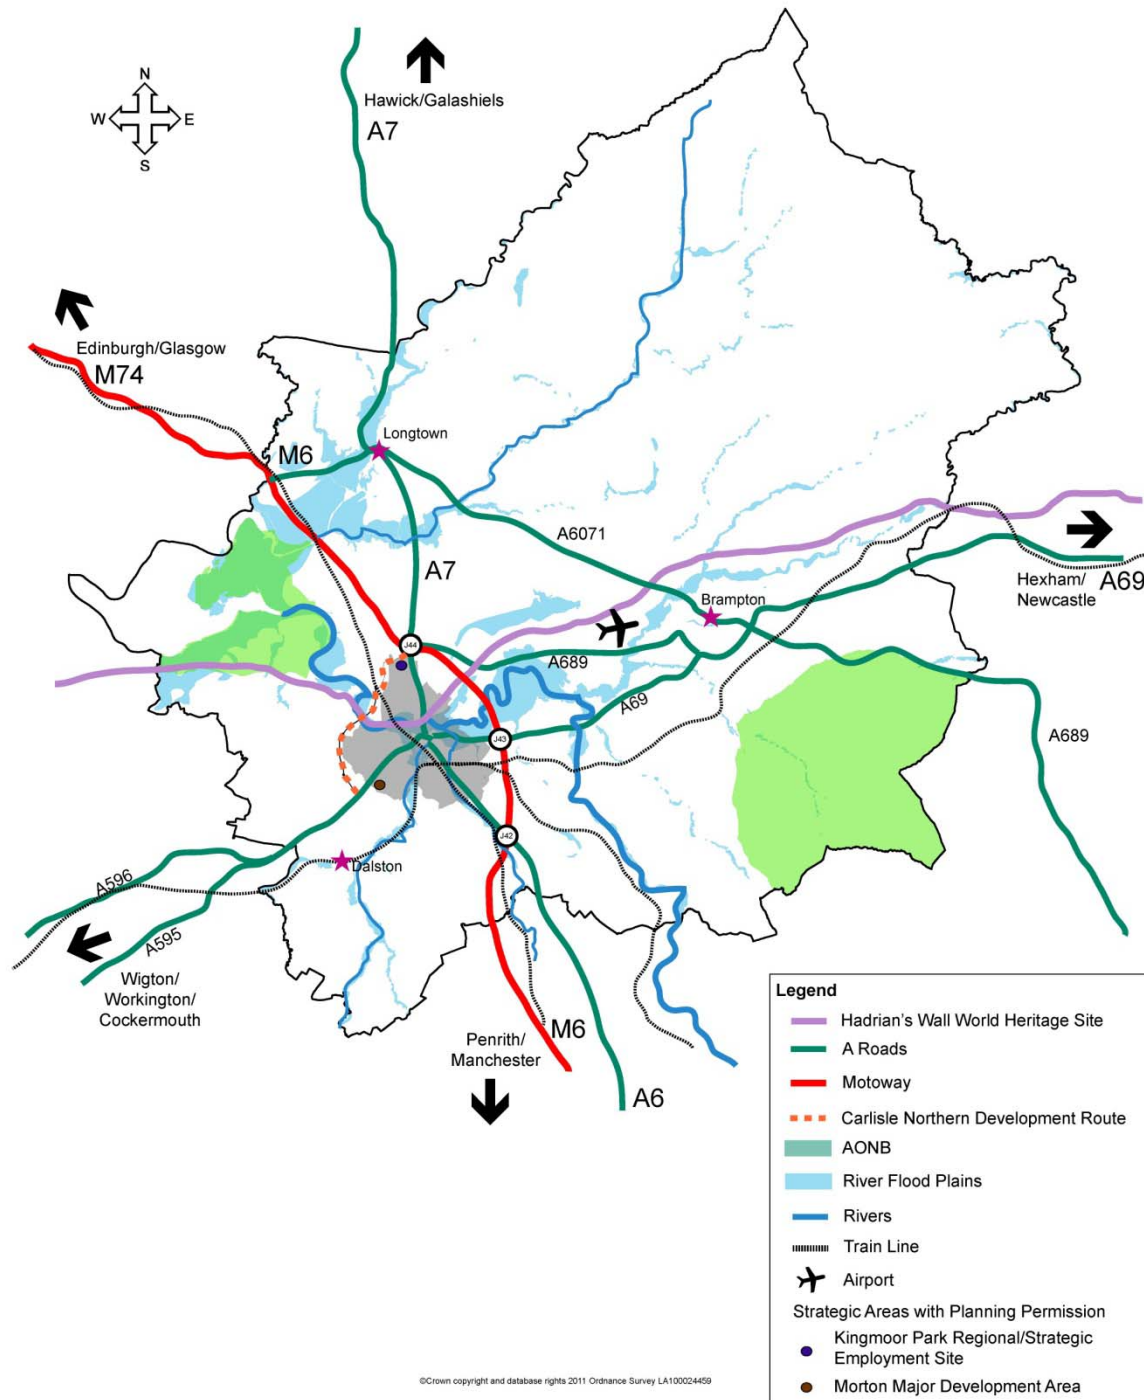 N
W
E
S
Hawick/Galashiels
A7
Edinburgh/Glasgow
M74
M6
Longtown
A6071
A7
Brampton
Hexham/
Newcastle
A69
J44
A689
A69
J43
A689
J42
Dalston
A596
A595
Wigton/
Workington/
Cockermouth
Penrith/
Manchester
M6
A6
Legend
Hadrian's Wall World Heritage Site
A Roads
Motoway
Carlisle Northern Development Route
AONB
River Flood Plains
Rivers
Train Line
Airport
Strategic Areas with Planning Permission
Kingmoor Park Regional/Strategic
Employment Site
Morton Major Development Area
©Crown copyright and database rights 2011 Ordnance Survey LA100024459